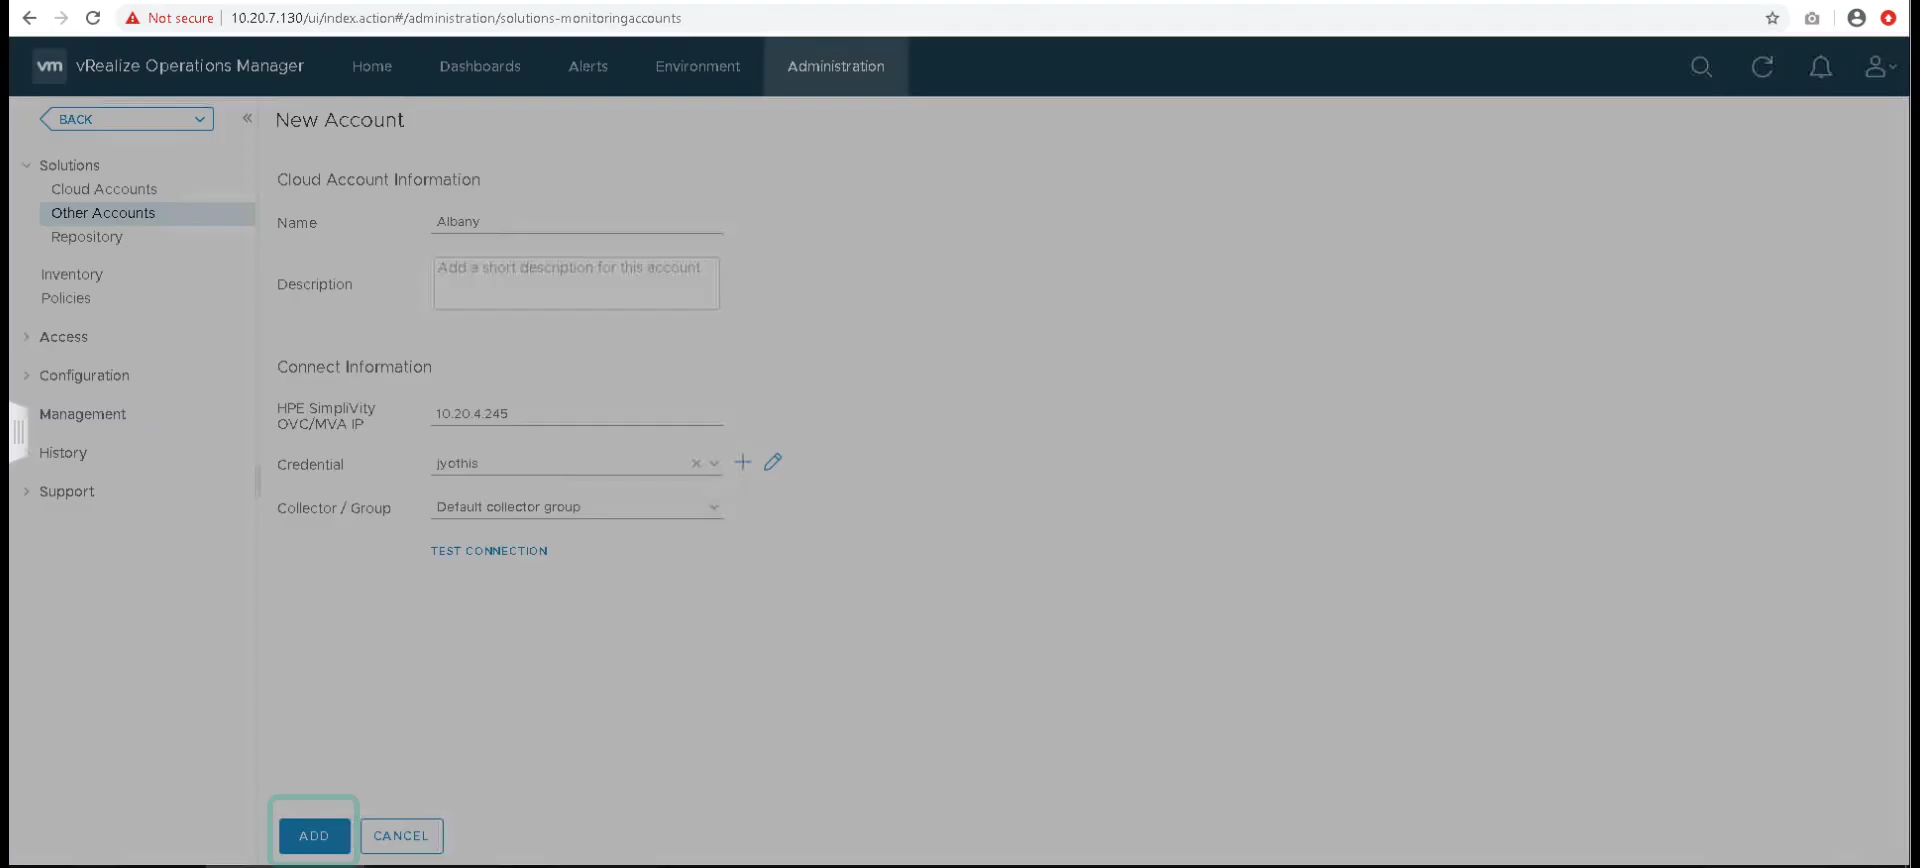 Not secure 10.20.7.130/ui/index.action#/administration/solutions-monitoringaccounts
vm vRealize Operations Manager Home Dashboards Alerts Environment Administration
BACK
New Account
Solutions
Cloud Accounts
Other Accounts
Repository
Inventory
Policies
Access
Configuration
Management
History
Support
Cloud Account Information
Name Albany
Description Add a short description for this account
Connect Information
HPE SimpliVity
OVC/MVA IP 10.20.4.245
Credential jyothis
Collector / Group Default collector group
TEST CONNECTION
ADD CANCEL